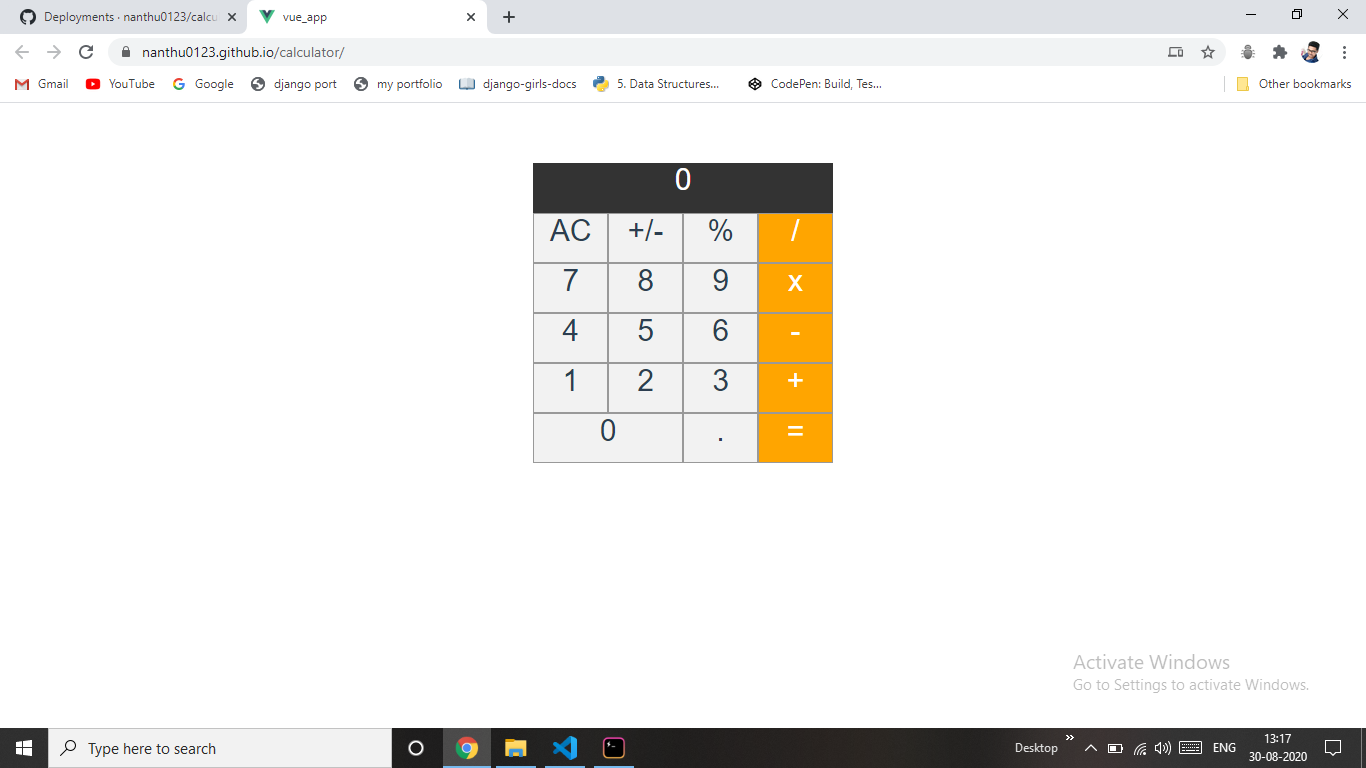 Deployments · nanthu0123/calcu
vue_app
nanthu0123.github.io/calculator/
Gmail YouTube Google django port my portfolio django-girls-docs 5. Data Structures... CodePen: Build, Tes... Other bookmarks
0
AC +/- % /
7 8 9 x
4 5 6 -
1 2 3 +
0 . =
Activate Windows
Go to Settings to activate Windows.
Type here to search
Desktop
ENG
13:17
30-08-2020